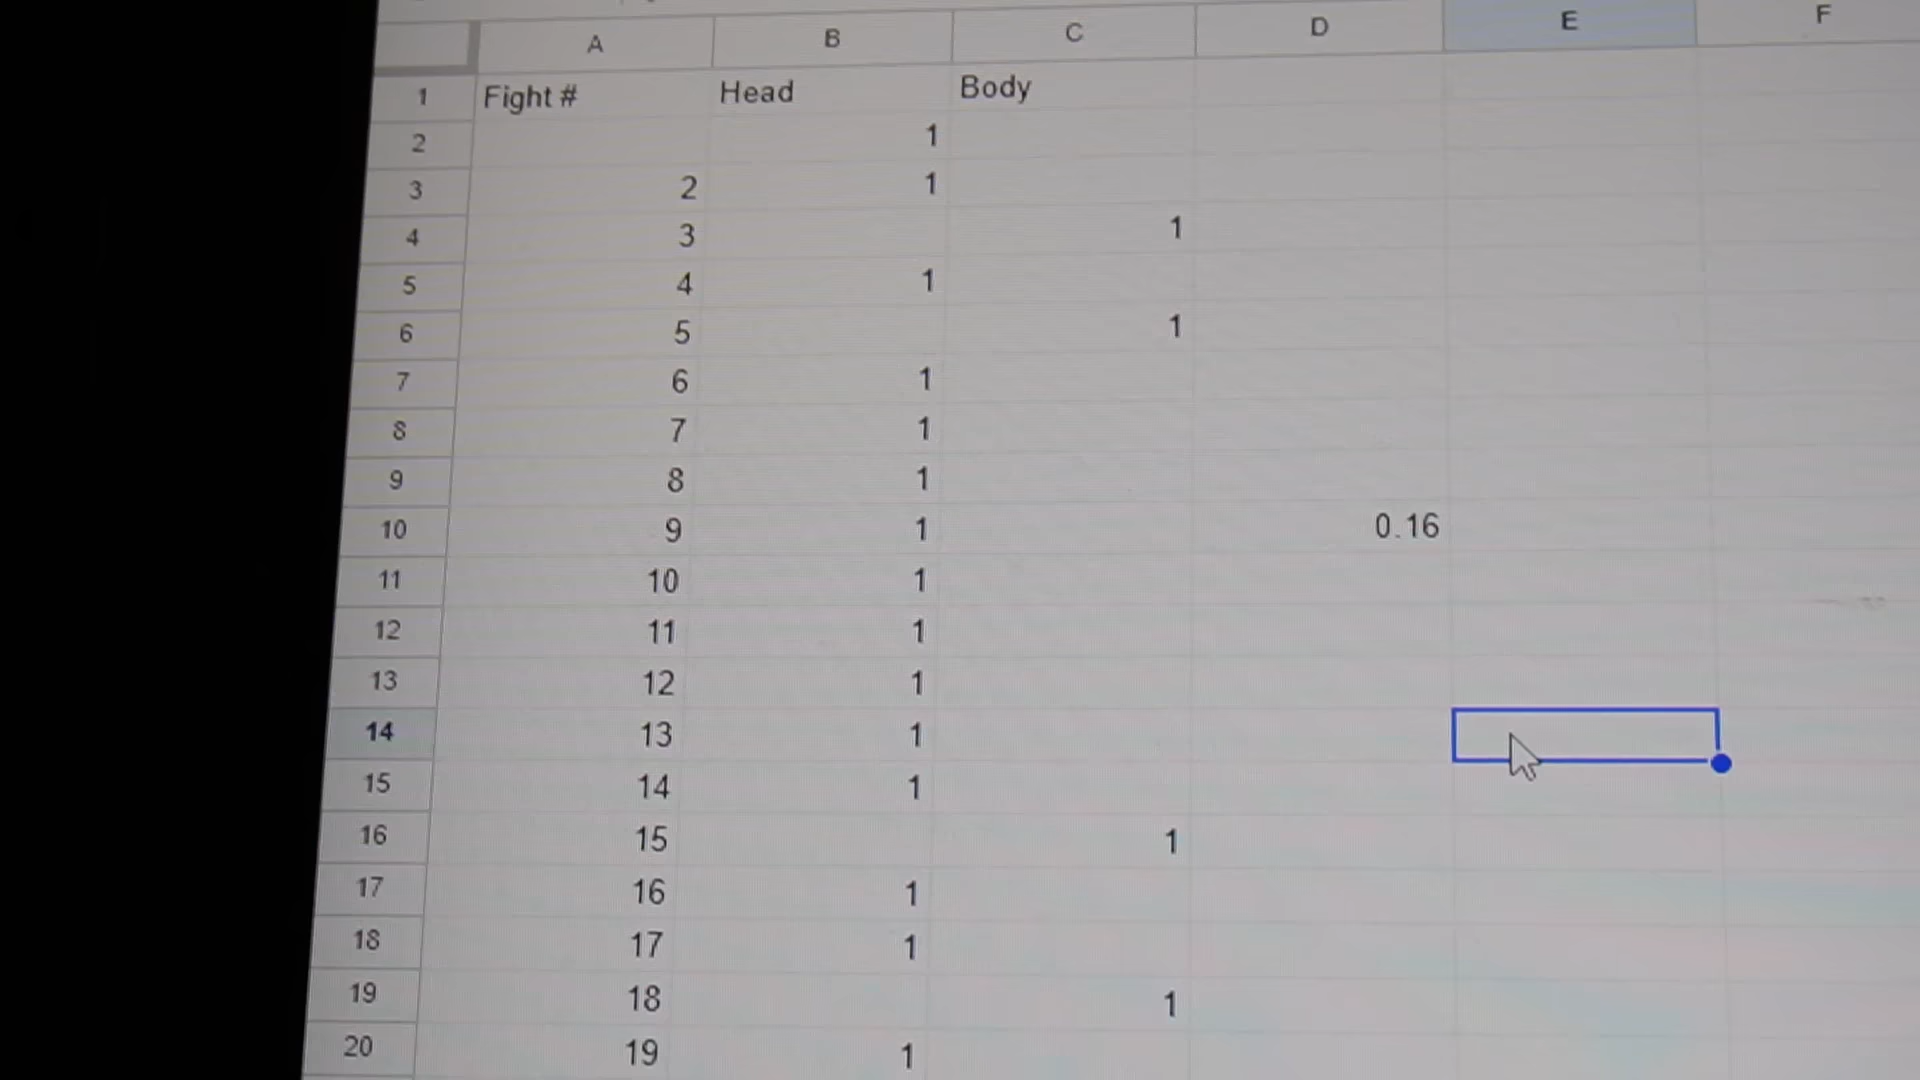 A B C D E F
1 Fight # Head Body
2 1
3 2 1
4 3 1
5 4 1
6 5 1
7 6 1
8 7 1
9 8 1
10 9 1 0.16
11 10 1
12 11 1
13 12 1
14 13 1
15 14 1
16 15 1
17 16 1
18 17 1
19 18 1
20 19 1